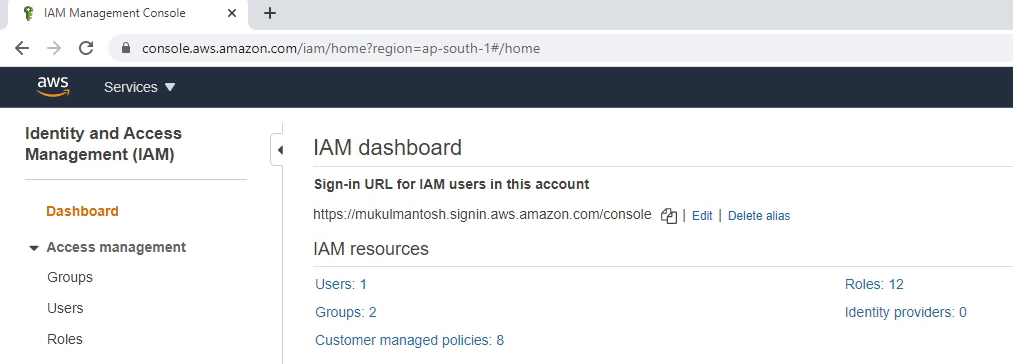 IAM Management Console
console.aws.amazon.com/iam/home?region=ap-south-1#/home
aws
Services
Identity and Access
Management (IAM)
Dashboard
Access management
Groups
Users
Roles
IAM dashboard
Sign-in URL for IAM users in this account
https://mukulmantosh.signin.aws.amazon.com/console | Edit | Delete alias
IAM resources
Users: 1
Roles: 12
Groups: 2
Identity providers: 0
Customer managed policies: 8